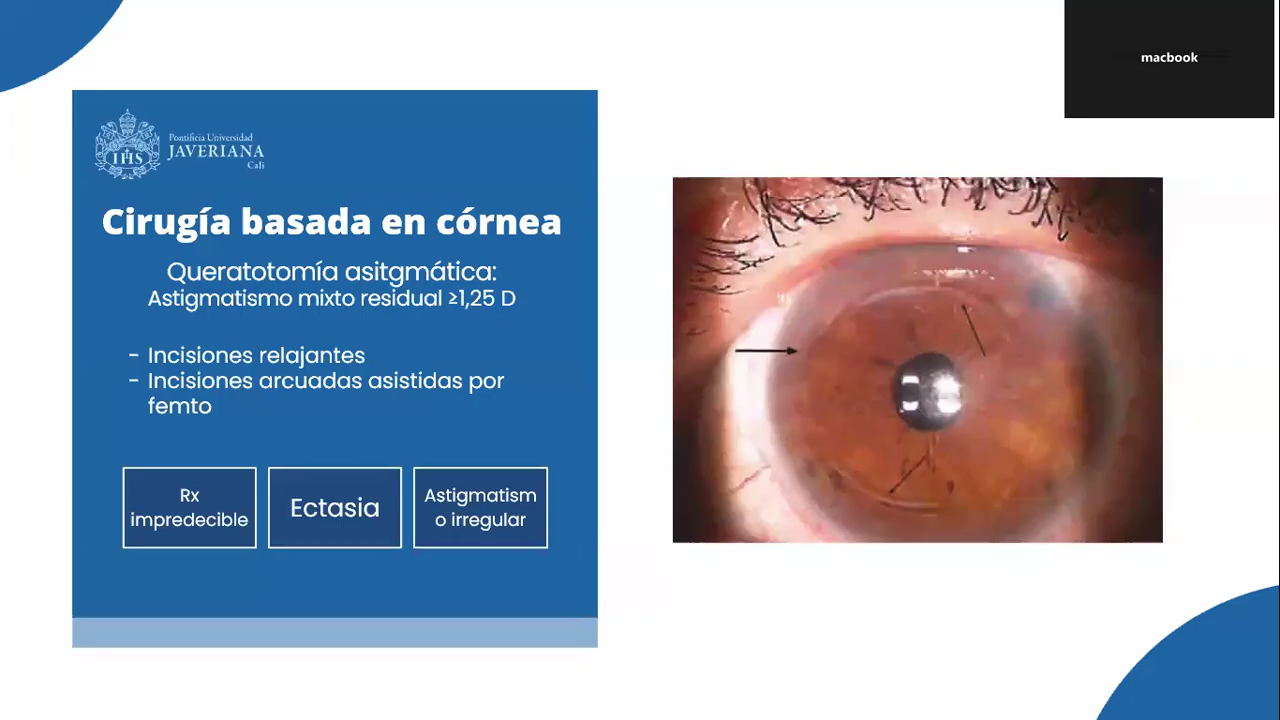 macbook
Pontificia Universidad
JAVERIANA
Cali
IHS
Cirugía basada en córnea
Queratotomía asitgmática:
Astigmatismo mixto residual ≥1,25 D
- Incisiones relajantes
- Incisiones arcuadas asistidas por
femto
Rx
impredecible
Ectasia
Astigmatism
o irregular